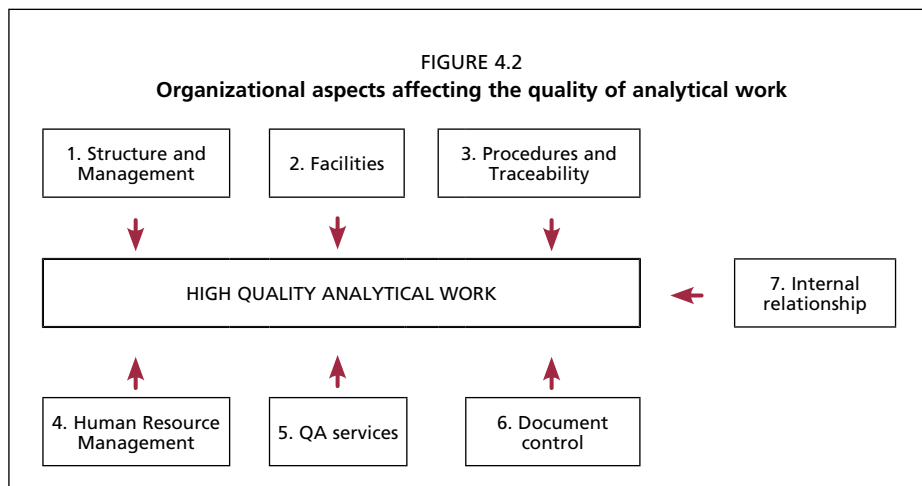 FIGURE 4.2
Organizational aspects affecting the quality of analytical work
1. Structure and
Management
2. Facilities
3. Procedures and
Traceability
HIGH QUALITY ANALYTICAL WORK
7. Internal
relationship
4. Human Resource
Management
5. QA services
6. Document
control